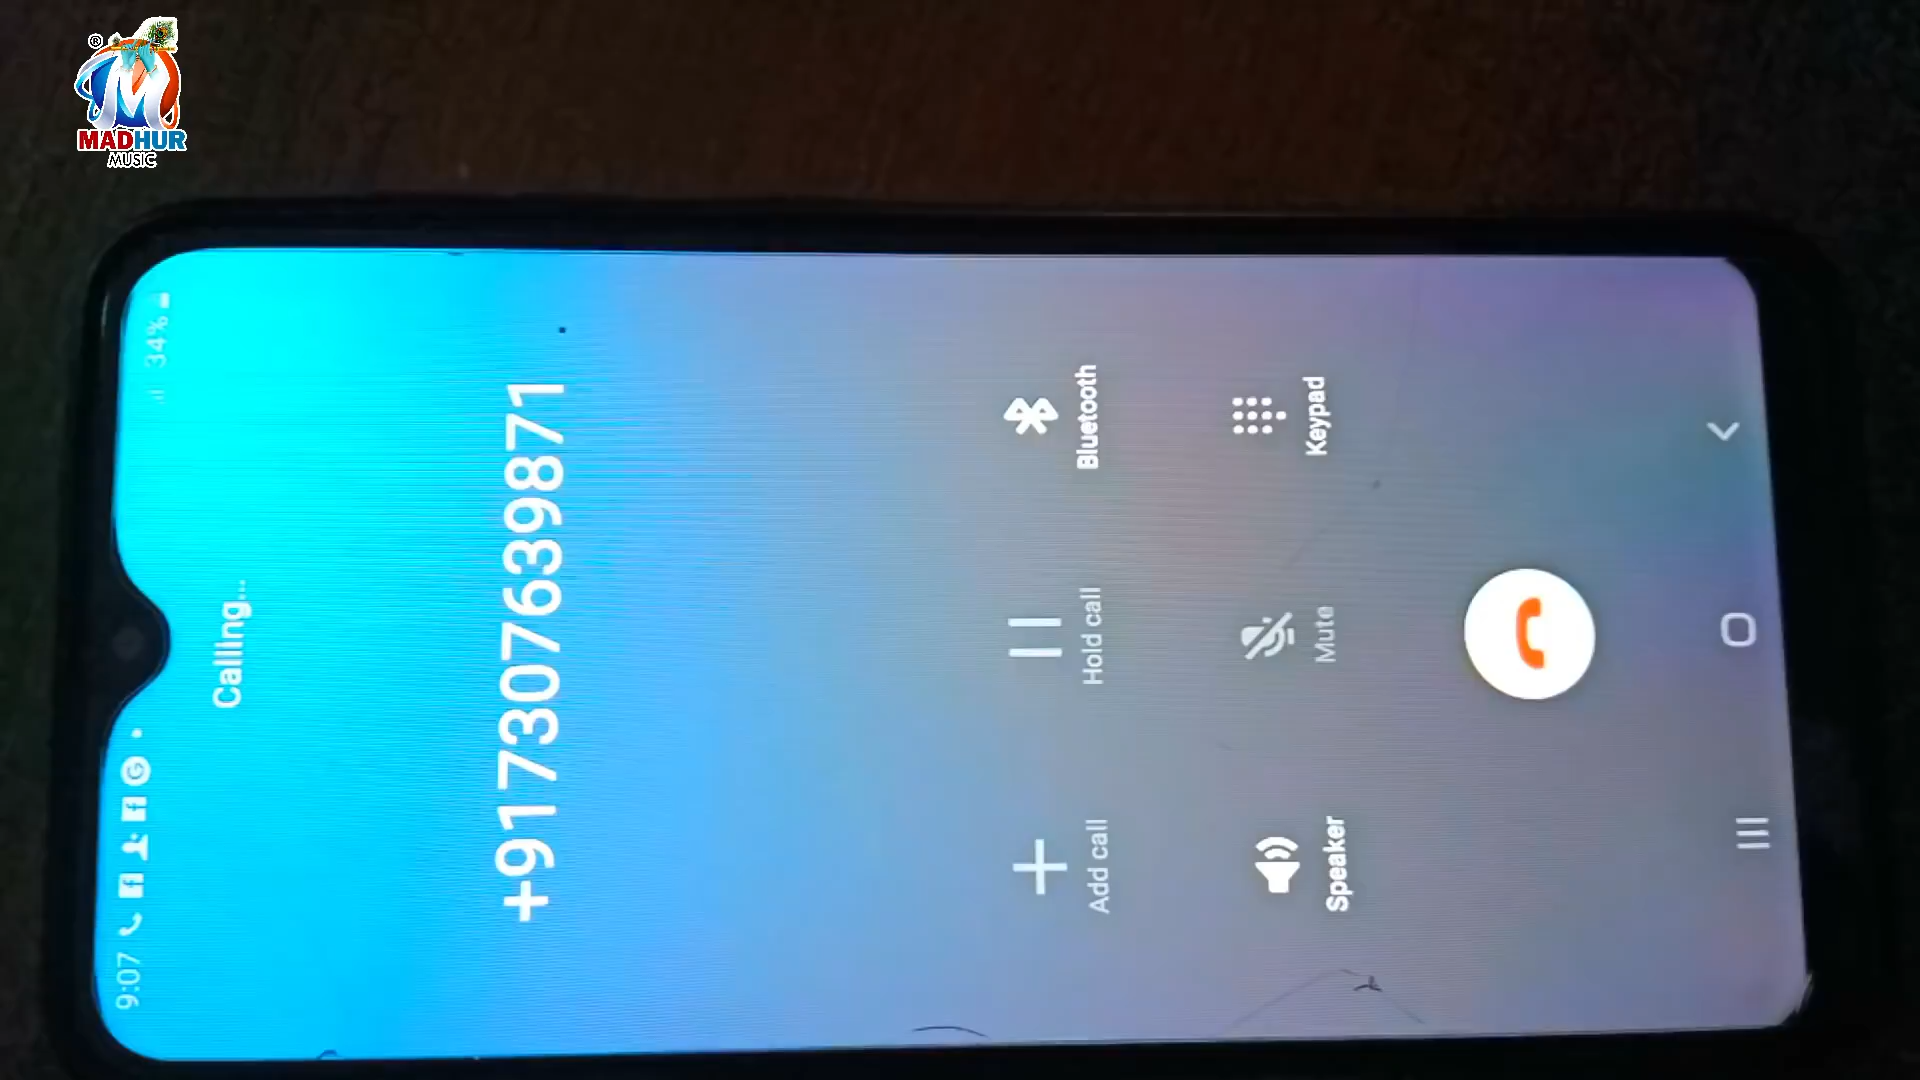 ®
MADHUR
MUSIC
9:07
34%
Calling...
+917307639871
Add call
Hold call
Bluetooth
Speaker
Mute
Keypad